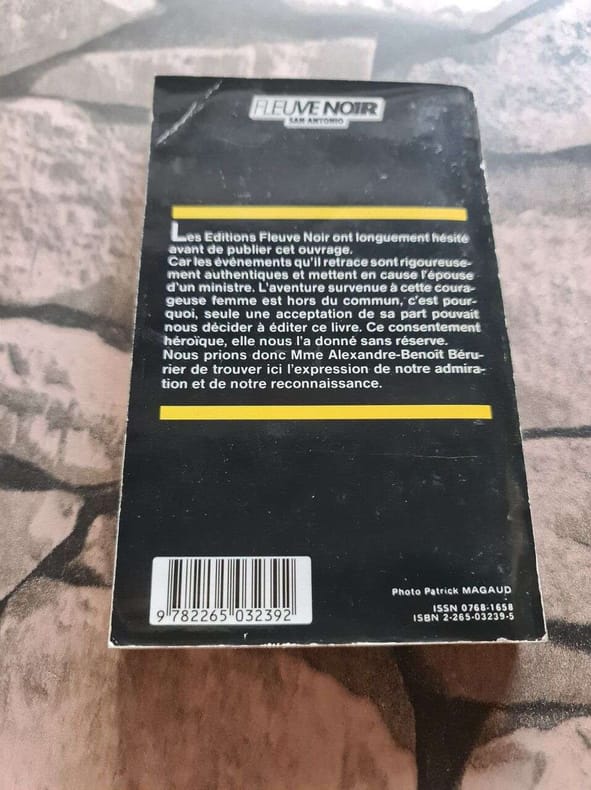 FLEUVE NOIR
SAN-ANTONIO
Les Editions Fleuve Noir ont longuement hésité
avant de publier cet ouvrage.
Car les événements qu'il retrace sont rigoureuse-
ment authentiques et mettent en cause l'épouse
d'un ministre. L'aventure survenue à cette coura-
geuse femme est hors du commun, c'est pour-
quoi, seule une acceptation de sa part pouvait
nous décider à éditer ce livre. Ce consentement
héroïque, elle nous l'a donné sans réserve.
Nous prions donc Mme Alexandre-Benoît Béru-
rier de trouver ici l'expression de notre admira-
tion et de notre reconnaissance.
9 782265 032392
Photo Patrick MAGAUD
ISSN 0768-1658
ISBN 2-265-03239-5